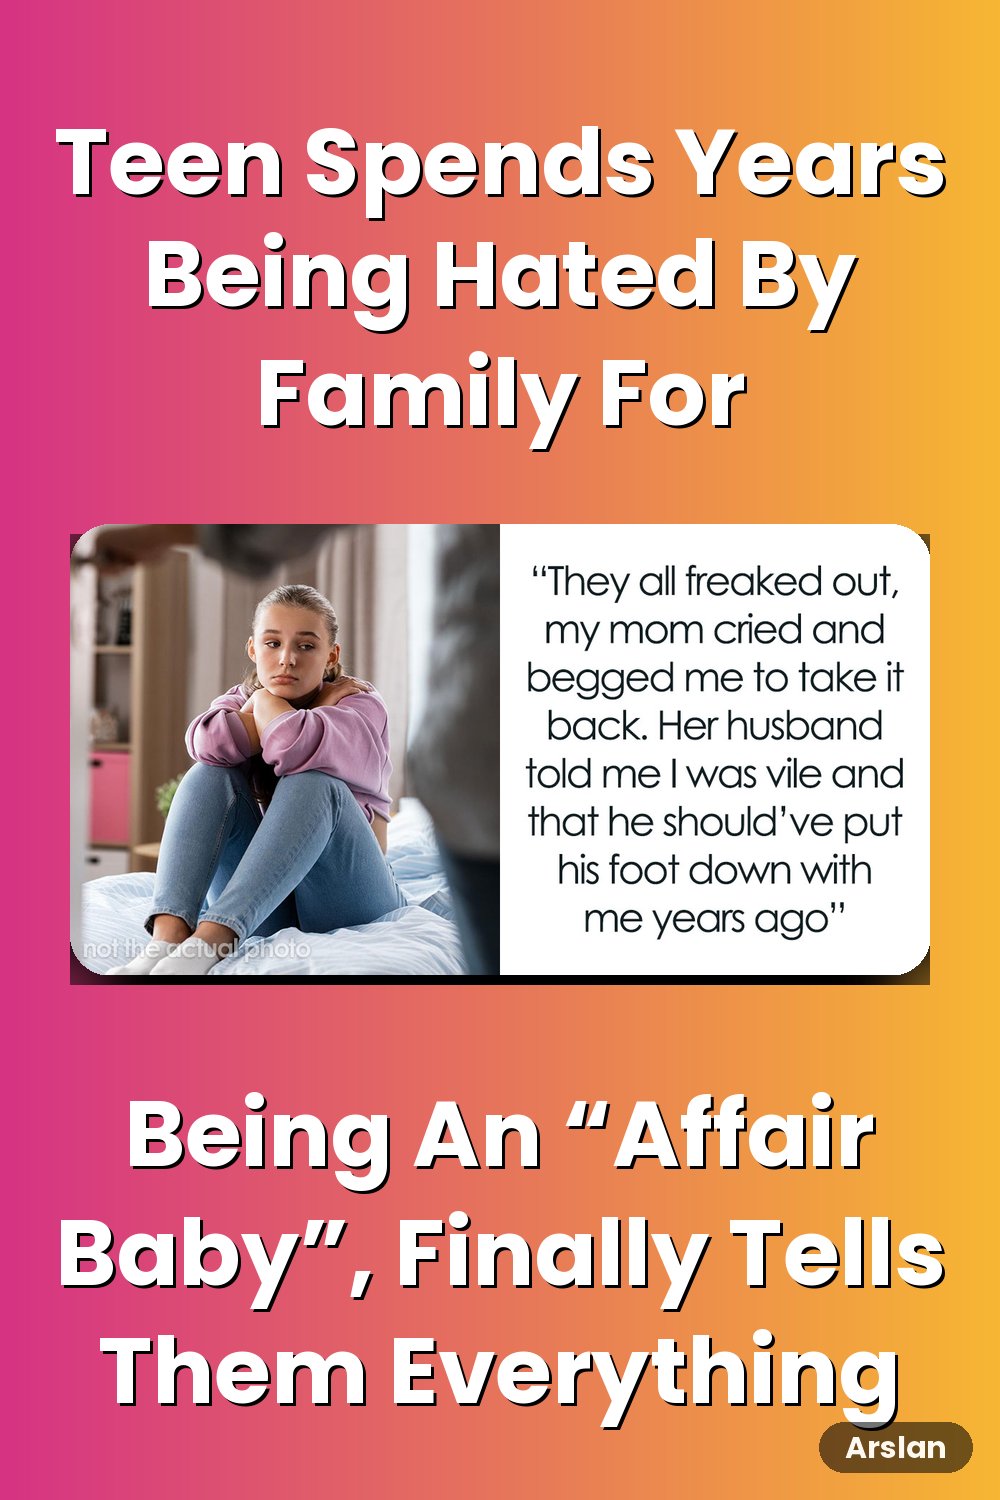 Teen Spends Years
Being Hated By
Family For
“They all freaked out,
my mom cried and
begged me to take it
back. Her husband
told me I was vile and
that he should’ve put
his foot down with
me years ago”
not the actual photo
Being An “Affair
Baby”, Finally Tells
Them Everything
Arslan